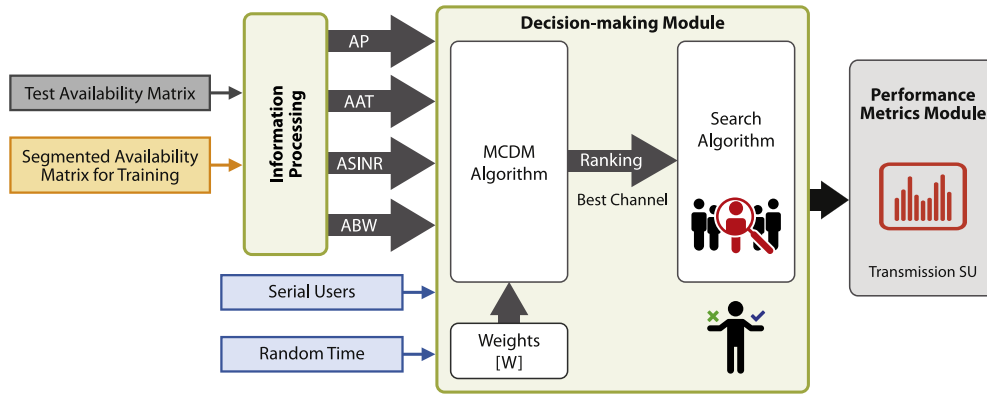 Test Availability Matrix
Segmented Availability
Matrix for Training
Information
Processing
AP
AAT
ASINR
ABW
Serial Users
Random Time
Decision-making Module
MCDM
Algorithm
Weights
[W]
Ranking
Best Channel
Search
Algorithm
Performance
Metrics Module
Transmission SU